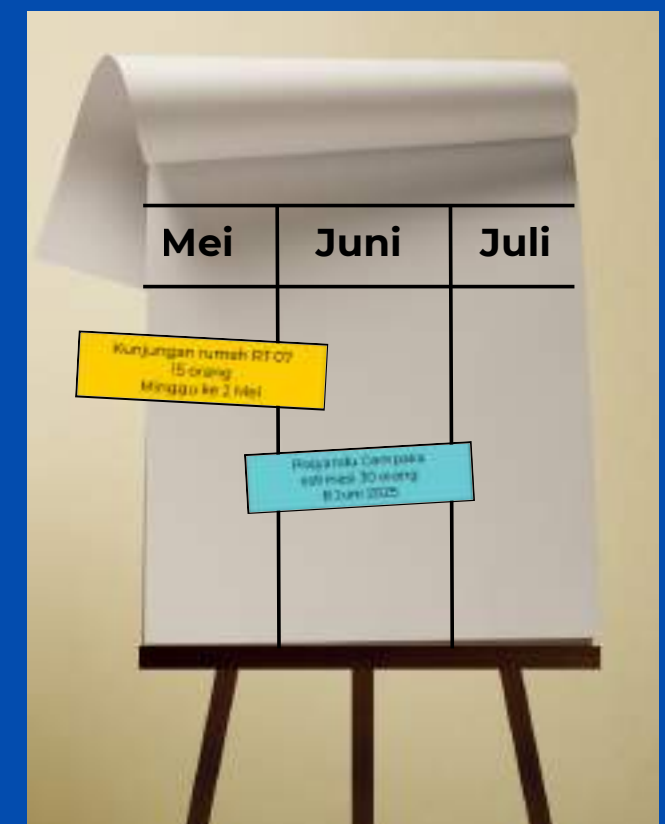 Mei Juni Juli
Kunjungan rumah RT 07
15 orang
Minggu ke 2 Mei
Posyandu Cempaka
estimasi 30 orang
8 Juni 2025